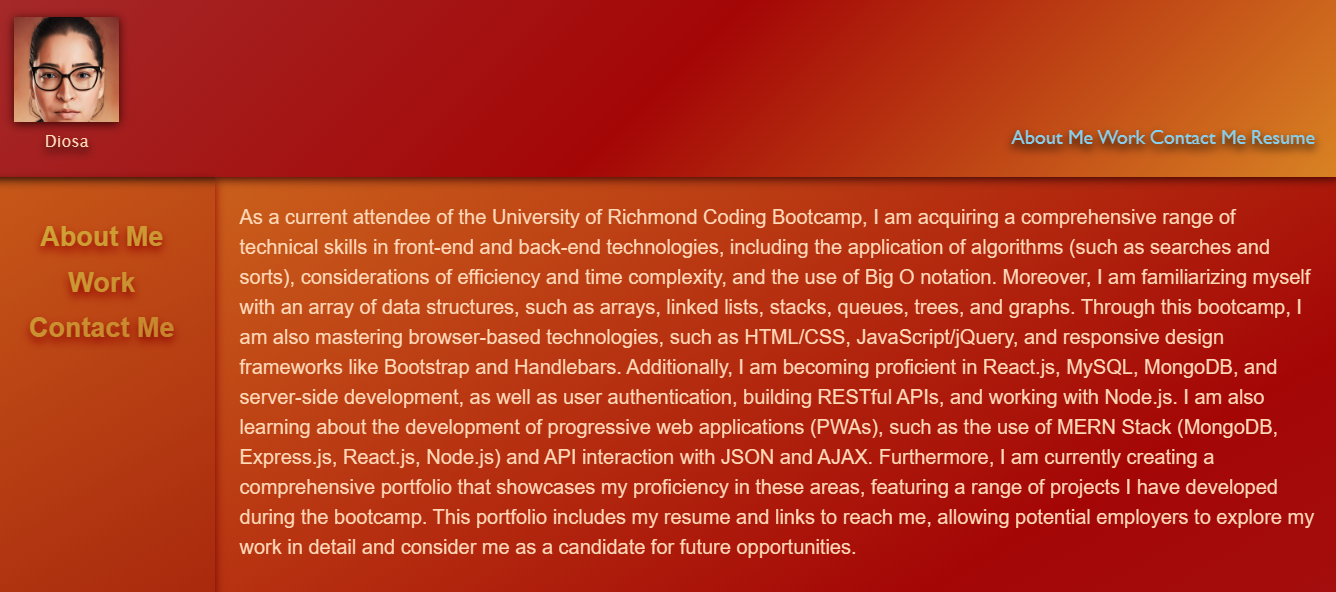 Diosa
About Me Work Contact Me Resume
About Me
Work
Contact Me
As a current attendee of the University of Richmond Coding Bootcamp, I am acquiring a comprehensive range of
technical skills in front-end and back-end technologies, including the application of algorithms (such as searches and
sorts), considerations of efficiency and time complexity, and the use of Big O notation. Moreover, I am familiarizing myself
with an array of data structures, such as arrays, linked lists, stacks, queues, trees, and graphs. Through this bootcamp, I
am also mastering browser-based technologies, such as HTML/CSS, JavaScript/jQuery, and responsive design
frameworks like Bootstrap and Handlebars. Additionally, I am becoming proficient in React.js, MySQL, MongoDB, and
server-side development, as well as user authentication, building RESTful APIs, and working with Node.js. I am also
learning about the development of progressive web applications (PWAs), such as the use of MERN Stack (MongoDB,
Express.js, React.js, Node.js) and API interaction with JSON and AJAX. Furthermore, I am currently creating a
comprehensive portfolio that showcases my proficiency in these areas, featuring a range of projects I have developed
during the bootcamp. This portfolio includes my resume and links to reach me, allowing potential employers to explore my
work in detail and consider me as a candidate for future opportunities.